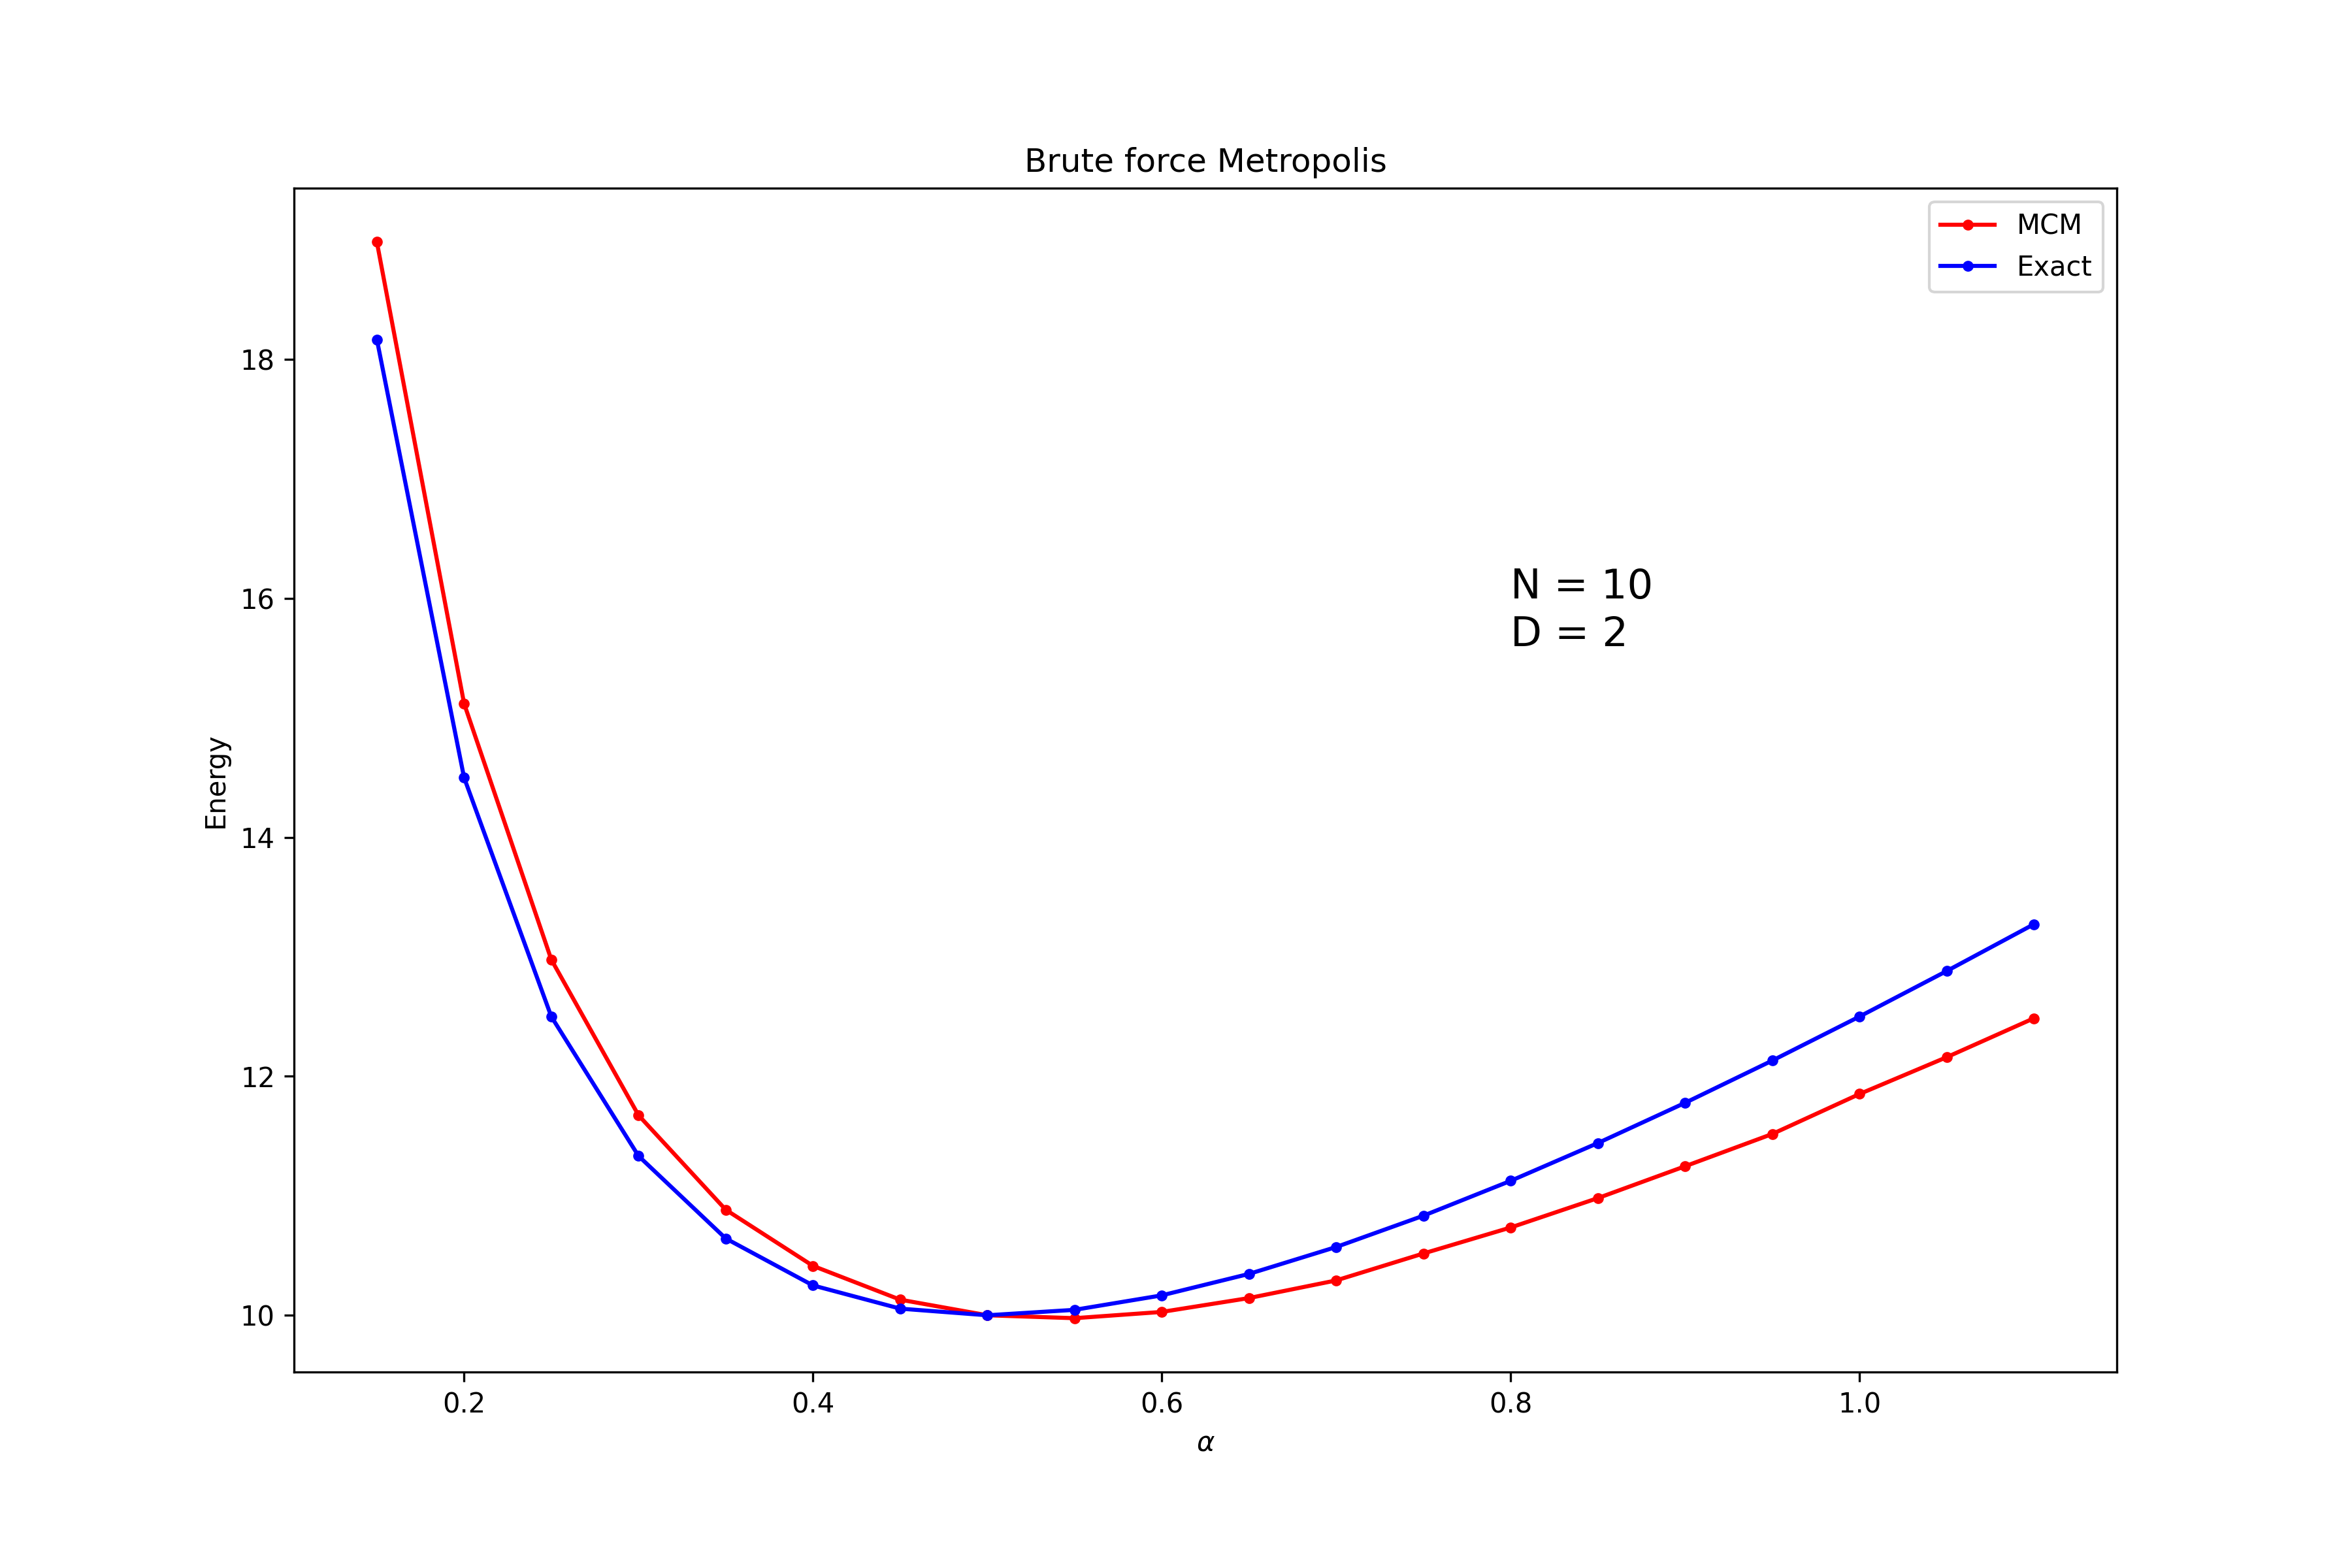 Brute force Metropolis
MCM
Exact
N = 10
D = 2
Energy
18
16
14
12
10
0.2
0.4
0.6
0.8
1.0
α